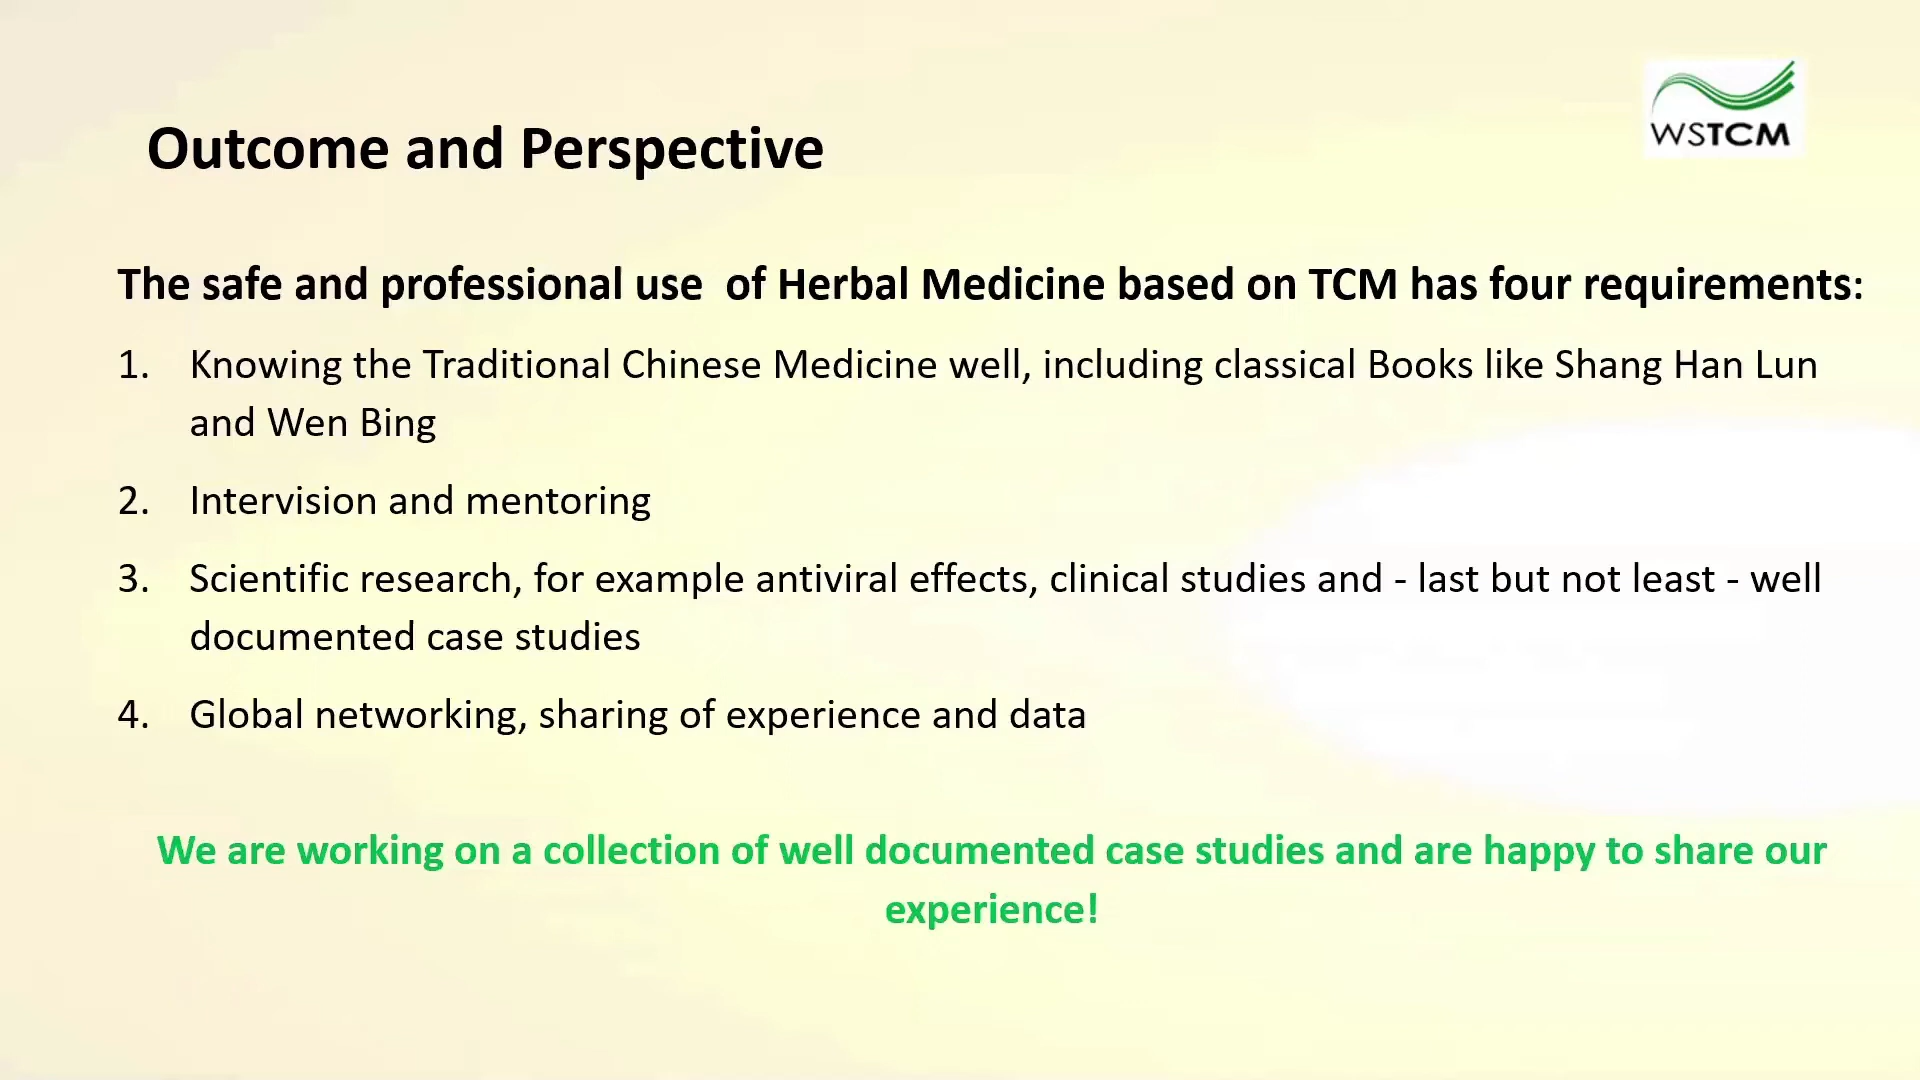 WSTCM
Outcome and Perspective
The safe and professional use  of Herbal Medicine based on TCM has four requirements:
1. Knowing the Traditional Chinese Medicine well, including classical Books like Shang Han Lun
and Wen Bing
2. Intervision and mentoring
3. Scientific research, for example antiviral effects, clinical studies and - last but not least - well
documented case studies
4. Global networking, sharing of experience and data
We are working on a collection of well documented case studies and are happy to share our
experience!